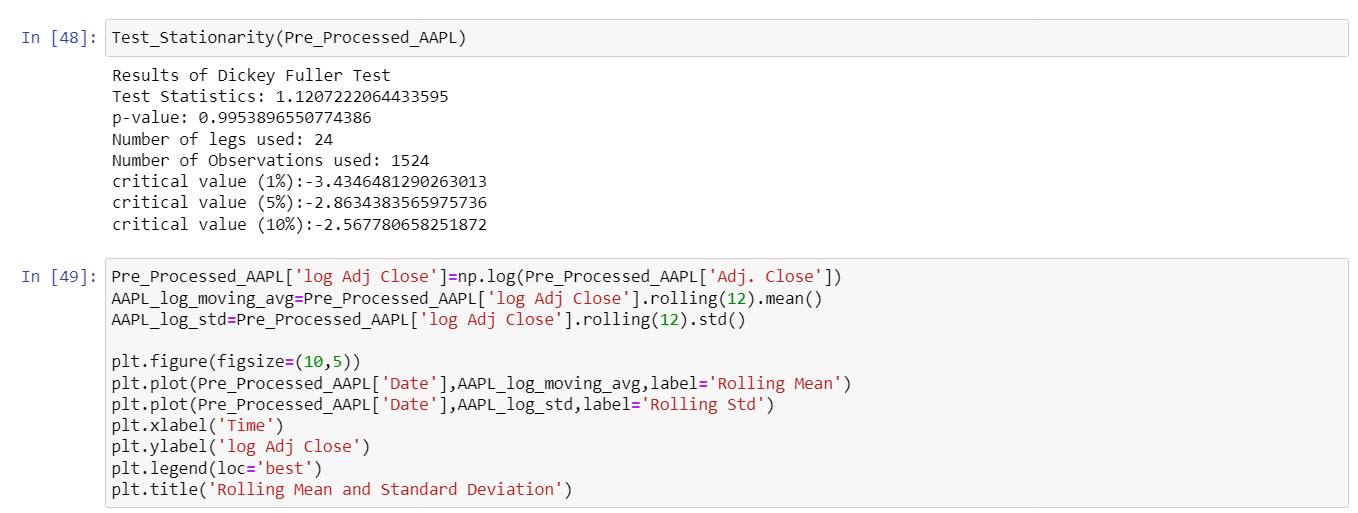 In [48]: Test_Stationarity(Pre_Processed_AAPL)
Results of Dickey Fuller Test
Test Statistics: 1.1207222064433595
p-value: 0.9953896550774386
Number of legs used: 24
Number of Observations used: 1524
critical value (1%):-3.4346481290263013
critical value (5%):-2.8634383565975736
critical value (10%):-2.567780658251872
In [49]: Pre_Processed_AAPL['log Adj Close']=np.log(Pre_Processed_AAPL['Adj. Close'])
AAPL_log_moving_avg=Pre_Processed_AAPL['log Adj Close'].rolling(12).mean()
AAPL_log_std=Pre_Processed_AAPL['log Adj Close'].rolling(12).std()
plt.figure(figsize=(10,5))
plt.plot(Pre_Processed_AAPL['Date'],AAPL_log_moving_avg,label='Rolling Mean')
plt.plot(Pre_Processed_AAPL['Date'],AAPL_log_std,label='Rolling Std')
plt.xlabel('Time')
plt.ylabel('log Adj Close')
plt.legend(loc='best')
plt.title('Rolling Mean and Standard Deviation')